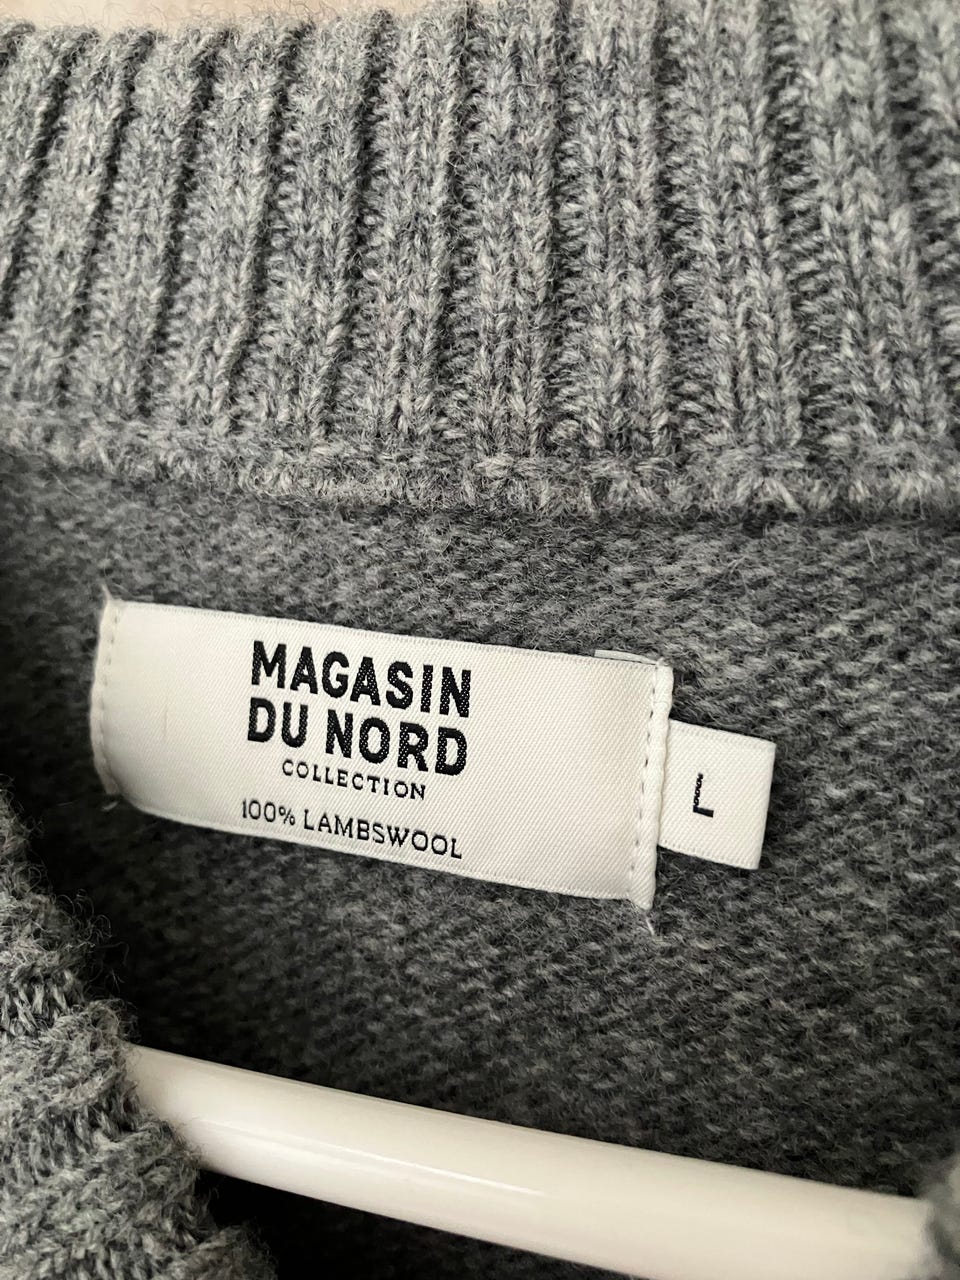 MAGASIN
DU NORD
COLLECTION
100% LAMBSWOOL
L